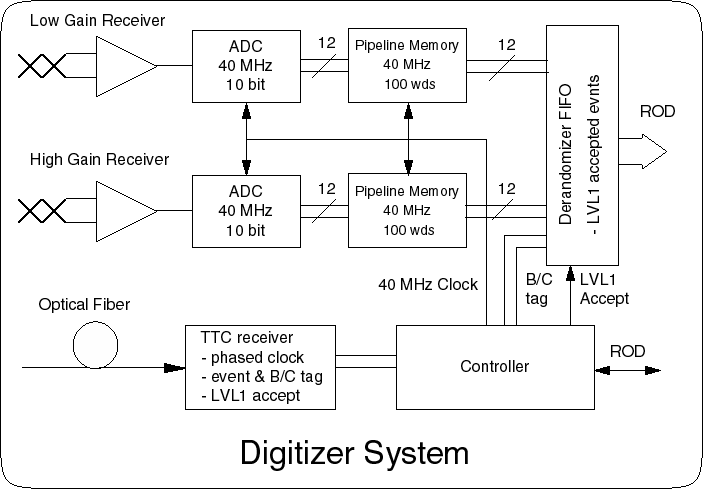 Low Gain Receiver
ADC
40 MHz
10 bit
12
Pipeline Memory
40 MHz
100 wds
12
Derandomizer FIFO
- LVL1 accepted evnts
ROD
High Gain Receiver
ADC
40 MHz
10 bit
12
Pipeline Memory
40 MHz
100 wds
12
40 MHz Clock
B/C
tag
LVL1
Accept
Optical Fiber
TTC receiver
- phased clock
- event & B/C tag
- LVL1 accept
Controller
ROD
Digitizer System